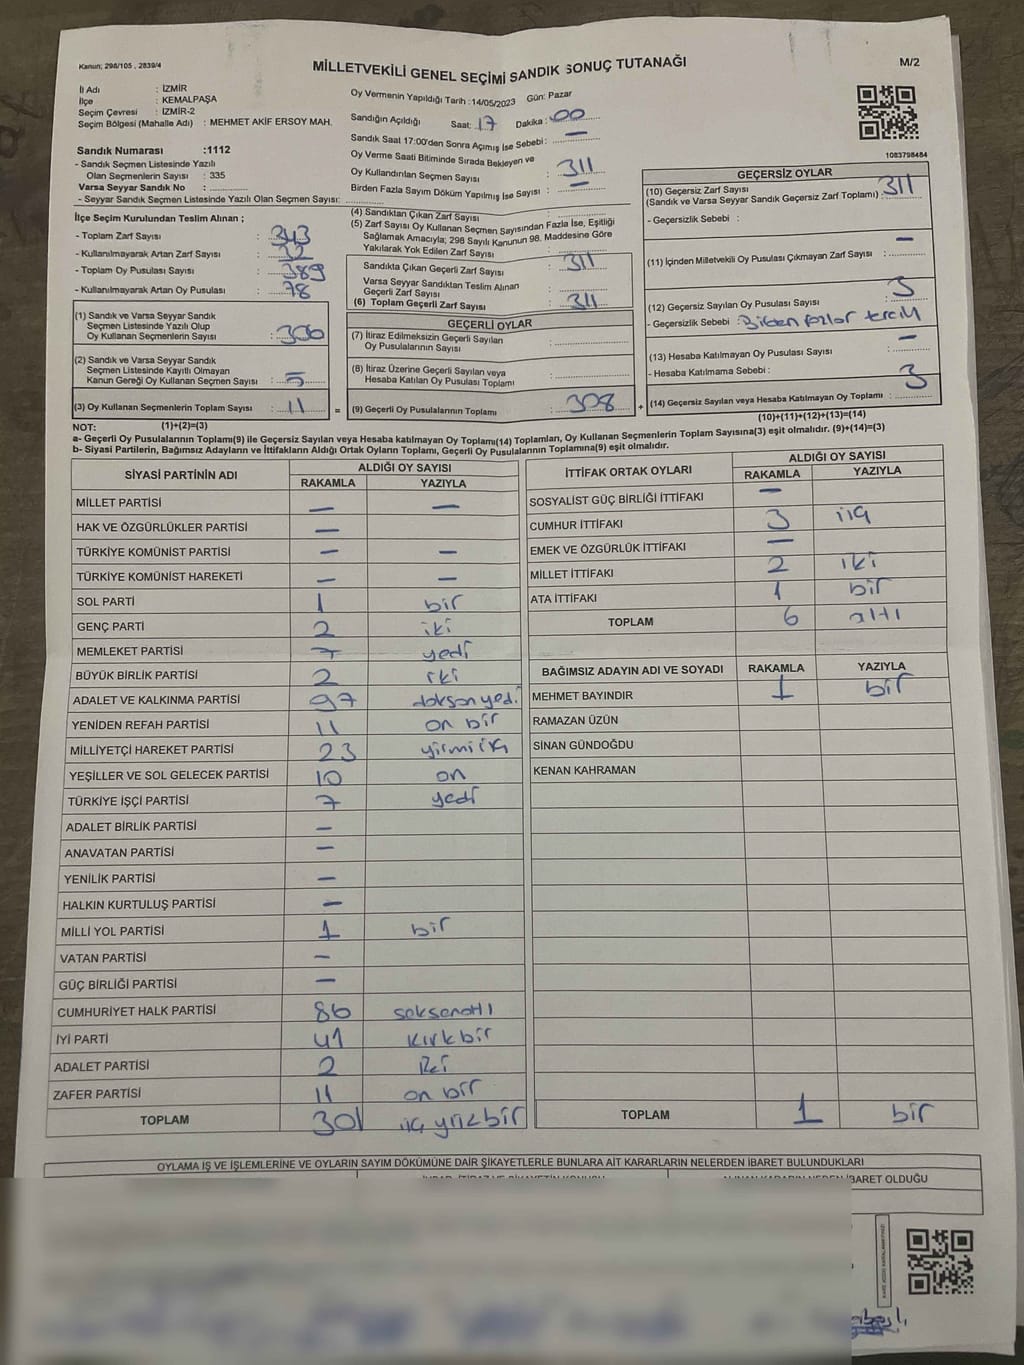 Kanun; 298/105 , 2839/4
MİLLETVEKİLİ GENEL SEÇİMİ SANDIK SONUÇ TUTANAĞI
M/2
İl Adı : İZMİR
İlçe : KEMALPAŞA
Seçim Çevresi : İZMİR-2
Seçim Bölgesi (Mahalle Adı) : MEHMET AKİF ERSOY MAH.
Sandık Numarası :1112
- Sandık Seçmen Listesinde Yazılı
Olan Seçmenlerin Sayısı : 335
Varsa Seyyar Sandık No :
- Seyyar Sandık Seçmen Listesinde Yazılı Olan Seçmen Sayısı:
Oy Vermenin Yapıldığı Tarih :14/05/2023 Gün: Pazar
Sandığın Açıldığı Saat: 17 Dakika : 00
Sandık Saat 17:00'den Sonra Açımış İse Sebebi : —
Oy Verme Saati Bitiminde Sırada Bekleyen ve
Oy Kullandırılan Seçmen Sayısı : 311
Birden Fazla Sayım Döküm Yapılmış İse Sayısı : —
1083798484
İlçe Seçim Kurulundan Teslim Alınan ;
- Toplam Zarf Sayısı : 343
- Kullanılmayarak Artan Zarf Sayısı : 32
- Toplam Oy Pusulası Sayısı : 389
- Kullanılmayarak Artan Oy Pusulası : 78
(1) Sandık ve Varsa Seyyar Sandık
Seçmen Listesinde Yazılı Olup
Oy Kullanan Seçmenlerin Sayısı : 306
(2) Sandık ve Varsa Seyyar Sandık
Seçmen Listesinde Kayıtlı Olmayan
Kanun Gereği Oy Kullanan Seçmen Sayısı : 5
(3) Oy Kullanan Seçmenlerin Toplam Sayısı : 11
(1)+(2)=(3)
(4) Sandıktan Çıkan Zarf Sayısı :
(5) Zarf Sayısı Oy Kullanan Seçmen Sayısından Fazla İse, Eşitliği
Sağlamak Amacıyla; 298 Sayılı Kanunun 98. Maddesine Göre
Yakılarak Yok Edilen Zarf Sayısı :
Sandıkta Çıkan Geçerli Zarf Sayısı : 311
Varsa Seyyar Sandıktan Teslim Alınan
Geçerli Zarf Sayısı :
(6) Toplam Geçerli Zarf Sayısı : 311
GEÇERLİ OYLAR
(7) İtiraz Edilmeksizin Geçerli Sayılan
Oy Pusulalarının Sayısı :
(8) İtiraz Üzerine Geçerli Sayılan veya
Hesaba Katılan Oy Pusulası Toplamı :
= (9) Geçerli Oy Pusulalarının Toplamı : 308 +
GEÇERSİZ OYLAR
(10) Geçersiz Zarf Sayısı
(Sandık ve Varsa Seyyar Sandık Geçersiz Zarf Toplamı) : 311
- Geçersizlik Sebebi :
—
(11) İçinden Milletvekili Oy Pusulası Çıkmayan Zarf Sayısı :
(12) Geçersiz Sayılan Oy Pusulası Sayısı : 3
- Geçersizlik Sebebi : Birden fazlar tercih
(13) Hesaba Katılmayan Oy Pusulası Sayısı : —
- Hesaba Katılmama Sebebi :
(14) Geçersiz Sayılan veya Hesaba Katılmayan Oy Toplamı : 3
(10)+(11)+(12)+(13)=(14)
NOT:
a- Geçerli Oy Pusulalarının Toplamı(9) ile Geçersiz Sayılan veya Hesaba katılmayan Oy Toplamı(14) Toplamları, Oy Kullanan Seçmenlerin Toplam Sayısına(3) eşit olmalıdır. (9)+(14)=(3)
b- Siyasi Partilerin, Bağımsız Adayların ve İttifakların Aldığı Ortak Oyların Toplamı, Geçerli Oy Pusulalarının Toplamına(9) eşit olmalıdır.
SİYASİ PARTİNİN ADI ALDIĞI OY SAYISI
RAKAMLA YAZIYLA
MİLLET PARTİSİ — —
HAK VE ÖZGÜRLÜKLER PARTİSİ —
TÜRKİYE KOMÜNİST PARTİSİ — —
TÜRKİYE KOMÜNİST HAREKETİ — —
SOL PARTİ 1 bir
GENÇ PARTİ 2 iki
MEMLEKET PARTİSİ 7 yedi
BÜYÜK BİRLİK PARTİSİ 2 iki
ADALET VE KALKINMA PARTİSİ 97 doksanyedi
YENİDEN REFAH PARTİSİ 11 on bir
MİLLİYETÇİ HAREKET PARTİSİ 23 yirmi üç
YEŞİLLER VE SOL GELECEK PARTİSİ 10 on
TÜRKİYE İŞÇİ PARTİSİ 7 yedi
ADALET BİRLİK PARTİSİ —
ANAVATAN PARTİSİ —
YENİLİK PARTİSİ —
HALKIN KURTULUŞ PARTİSİ —
MİLLİ YOL PARTİSİ 1 bir
VATAN PARTİSİ —
GÜÇ BİRLİĞİ PARTİSİ —
CUMHURİYET HALK PARTİSİ 86 seksenaltı
İYİ PARTİ 41 kırkbir
ADALET PARTİSİ 2 iki
ZAFER PARTİSİ 11 on bir
TOPLAM 301 üç yüz bir
İTTİFAK ORTAK OYLARI ALDIĞI OY SAYISI
RAKAMLA YAZIYLA
SOSYALİST GÜÇ BİRLİĞİ İTTİFAKI —
CUMHUR İTTİFAKI 3 üç
EMEK VE ÖZGÜRLÜK İTTİFAKI —
MİLLET İTTİFAKI 2 iki
ATA İTTİFAKI 1 bir
TOPLAM 6 altı
BAĞIMSIZ ADAYIN ADI VE SOYADI RAKAMLA YAZIYLA
MEHMET BAYINDIR 1 bir
RAMAZAN ÜZÜN
SİNAN GÜNDOĞDU
KENAN KAHRAMAN
TOPLAM 1 bir
OYLAMA İŞ VE İŞLEMLERİNE VE OYLARIN SAYIM DÖKÜMÜNE DAİR ŞİKAYETLERLE BUNLARA AİT KARARLARIN NELERDEN İBARET BULUNDUKLARI
İBARET OLDUĞU